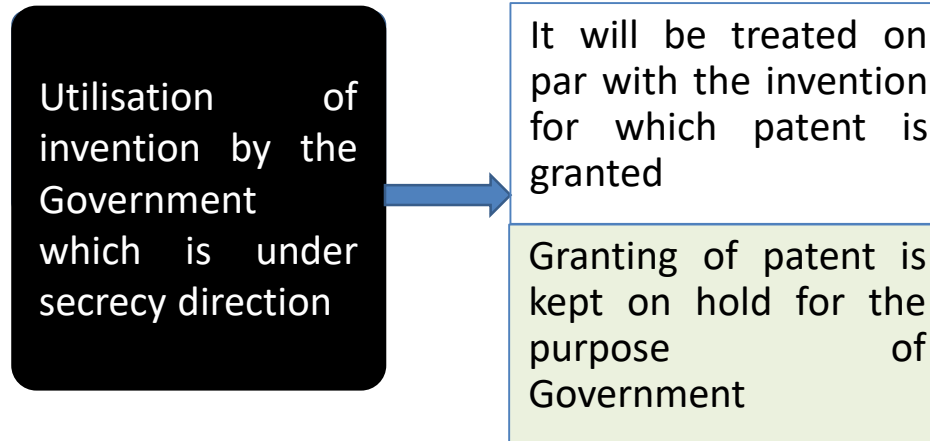 Utilisation of
invention by the
Government
which is under
secrecy direction
It will be treated on
par with the invention
for which patent is
granted
Granting of patent is
kept on hold for the
purpose of
Government